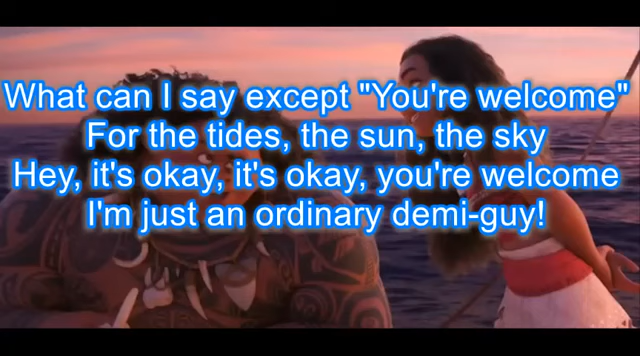 What can I say except "You're welcome"
For the tides, the sun, the sky
Hey, it's okay, it's okay, you're welcome
I'm just an ordinary demi-guy!